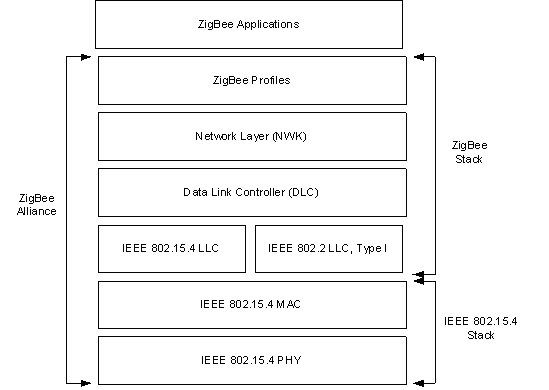 ZigBee Applications
ZigBee Profiles
Network Layer (NWK)
ZigBee
Stack
Data Link Controller (DLC)
ZigBee
Alliance
IEEE 802.15.4 LLC
IEEE 802.2 LLC, Type I
IEEE 802.15.4 MAC
IEEE 802.15.4
Stack
IEEE 802.15.4 PHY